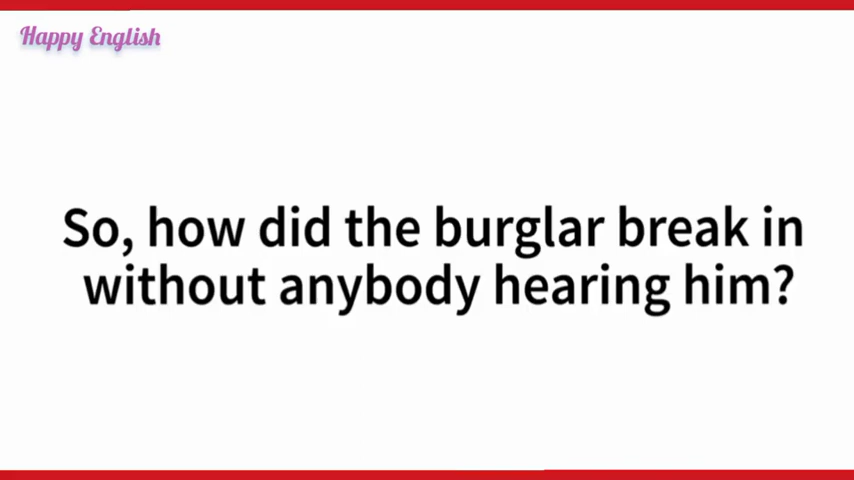 Happy English
So, how did the burglar break in
without anybody hearing him?